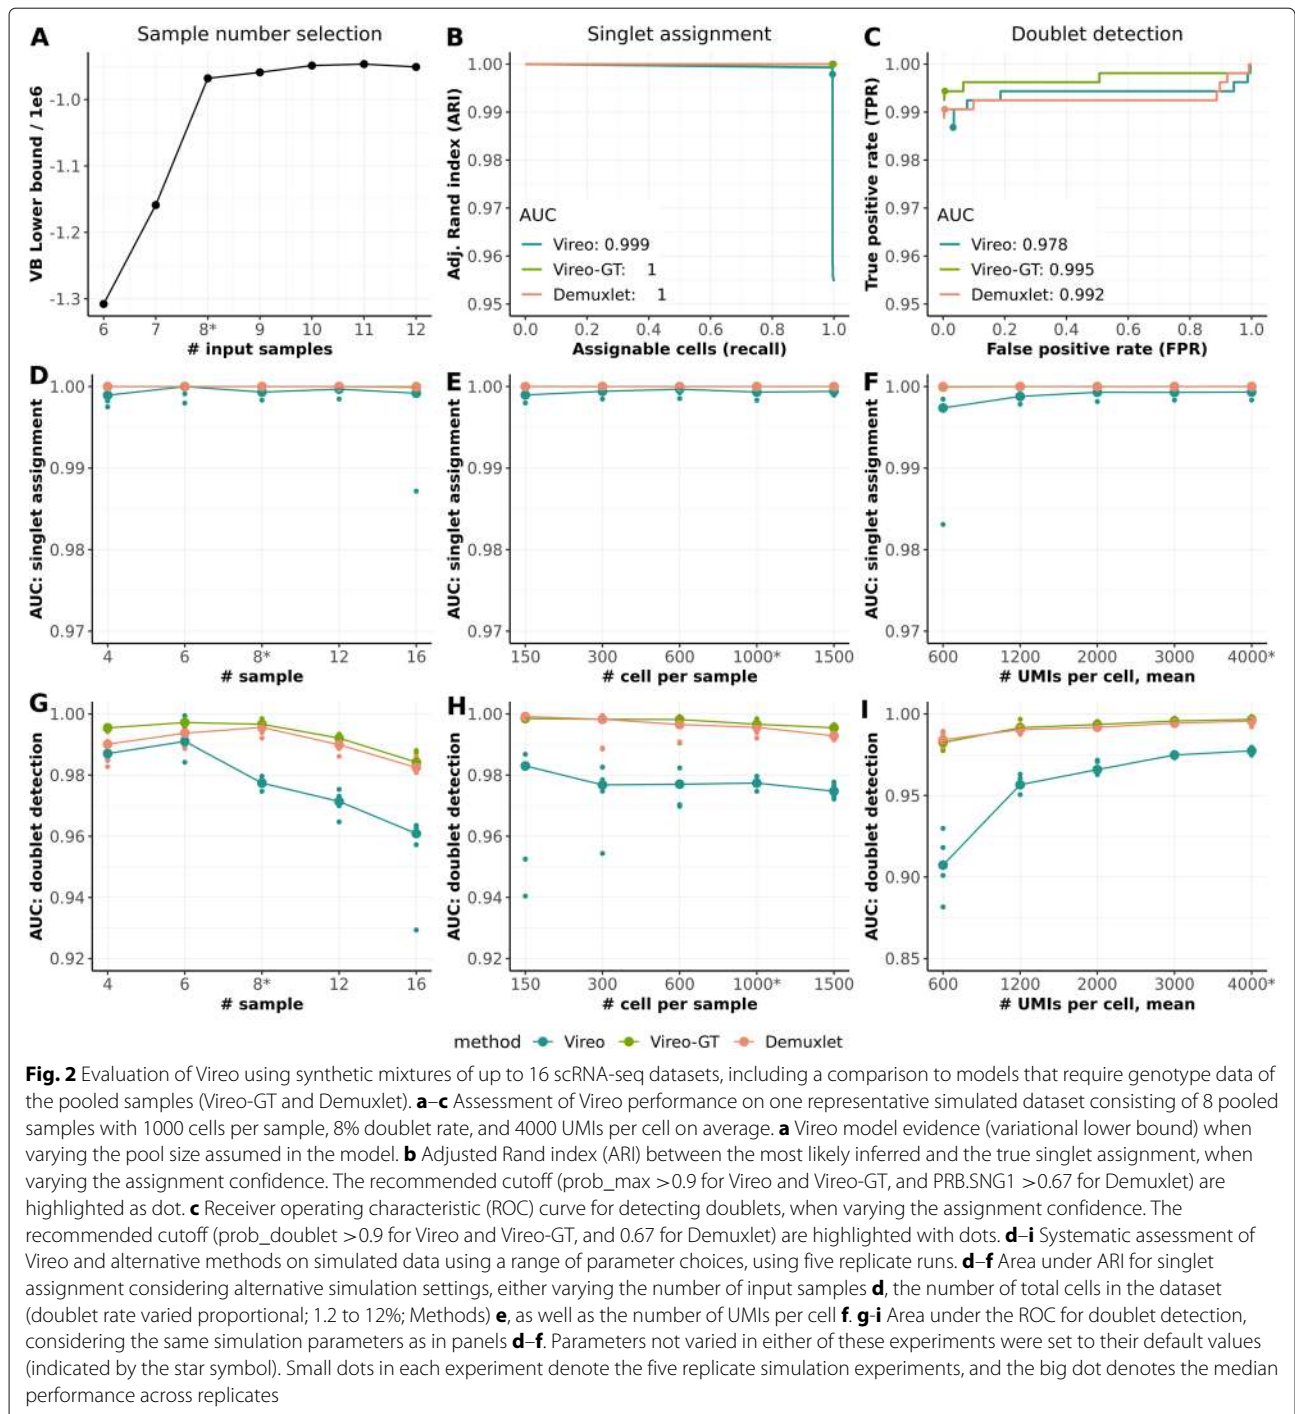 A Sample number selection
VB Lower bound / 1e6
-1.0
-1.1
-1.2
-1.3
6 7 8* 9 10 11 12
# input samples
B Singlet assignment
Adj. Rand index (ARI)
1.00
0.99
0.98
0.97
0.96
0.95
AUC
Vireo: 0.999
Vireo-GT: 1
Demuxlet: 1
0.0 0.2 0.4 0.6 0.8 1.0
Assignable cells (recall)
C Doublet detection
True positive rate (TPR)
1.00
0.99
0.98
0.97
0.96
0.95
AUC
Vireo: 0.978
Vireo-GT: 0.995
Demuxlet: 0.992
0.0 0.2 0.4 0.6 0.8 1.0
False positive rate (FPR)
D
AUC: singlet assignment
1.00
0.99
0.98
0.97
4 6 8* 12 16
# sample
E
AUC: singlet assignment
1.00
0.99
0.98
0.97
150 300 600 1000* 1500
# cell per sample
F
AUC: singlet assignment
1.00
0.99
0.98
0.97
600 1200 2000 3000 4000*
# UMIs per cell, mean
G
AUC: doublet detection
1.00
0.98
0.96
0.94
0.92
4 6 8* 12 16
# sample
H
AUC: doublet detection
1.00
0.98
0.96
0.94
0.92
150 300 600 1000* 1500
# cell per sample
I
AUC: doublet detection
1.00
0.95
0.90
0.85
600 1200 2000 3000 4000*
# UMIs per cell, mean
method Vireo Vireo-GT Demuxlet
Fig. 2 Evaluation of Vireo using synthetic mixtures of up to 16 scRNA-seq datasets, including a comparison to models that require genotype data of
the pooled samples (Vireo-GT and Demuxlet). a–c Assessment of Vireo performance on one representative simulated dataset consisting of 8 pooled
samples with 1000 cells per sample, 8% doublet rate, and 4000 UMIs per cell on average. a Vireo model evidence (variational lower bound) when
varying the pool size assumed in the model. b Adjusted Rand index (ARI) between the most likely inferred and the true singlet assignment, when
varying the assignment confidence. The recommended cutoff (prob_max >0.9 for Vireo and Vireo-GT, and PRB.SNG1 >0.67 for Demuxlet) are
highlighted as dot. c Receiver operating characteristic (ROC) curve for detecting doublets, when varying the assignment confidence. The
recommended cutoff (prob_doublet >0.9 for Vireo and Vireo-GT, and 0.67 for Demuxlet) are highlighted with dots. d–i Systematic assessment of
Vireo and alternative methods on simulated data using a range of parameter choices, using five replicate runs. d–f Area under ARI for singlet
assignment considering alternative simulation settings, either varying the number of input samples d, the number of total cells in the dataset
(doublet rate varied proportional; 1.2 to 12%; Methods) e, as well as the number of UMIs per cell f. g-i Area under the ROC for doublet detection,
considering the same simulation parameters as in panels d–f. Parameters not varied in either of these experiments were set to their default values
(indicated by the star symbol). Small dots in each experiment denote the five replicate simulation experiments, and the big dot denotes the median
performance across replicates